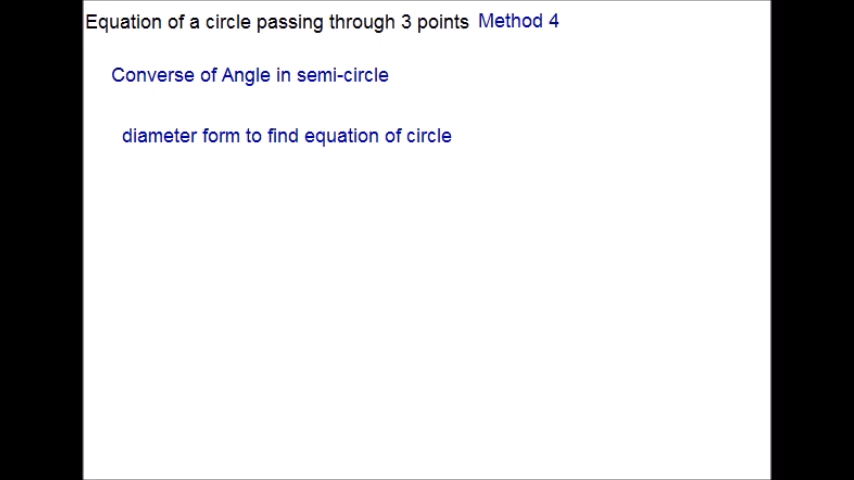 Equation of a circle passing through 3 points Method 4
Converse of Angle in semi-circle
diameter form to find equation of circle